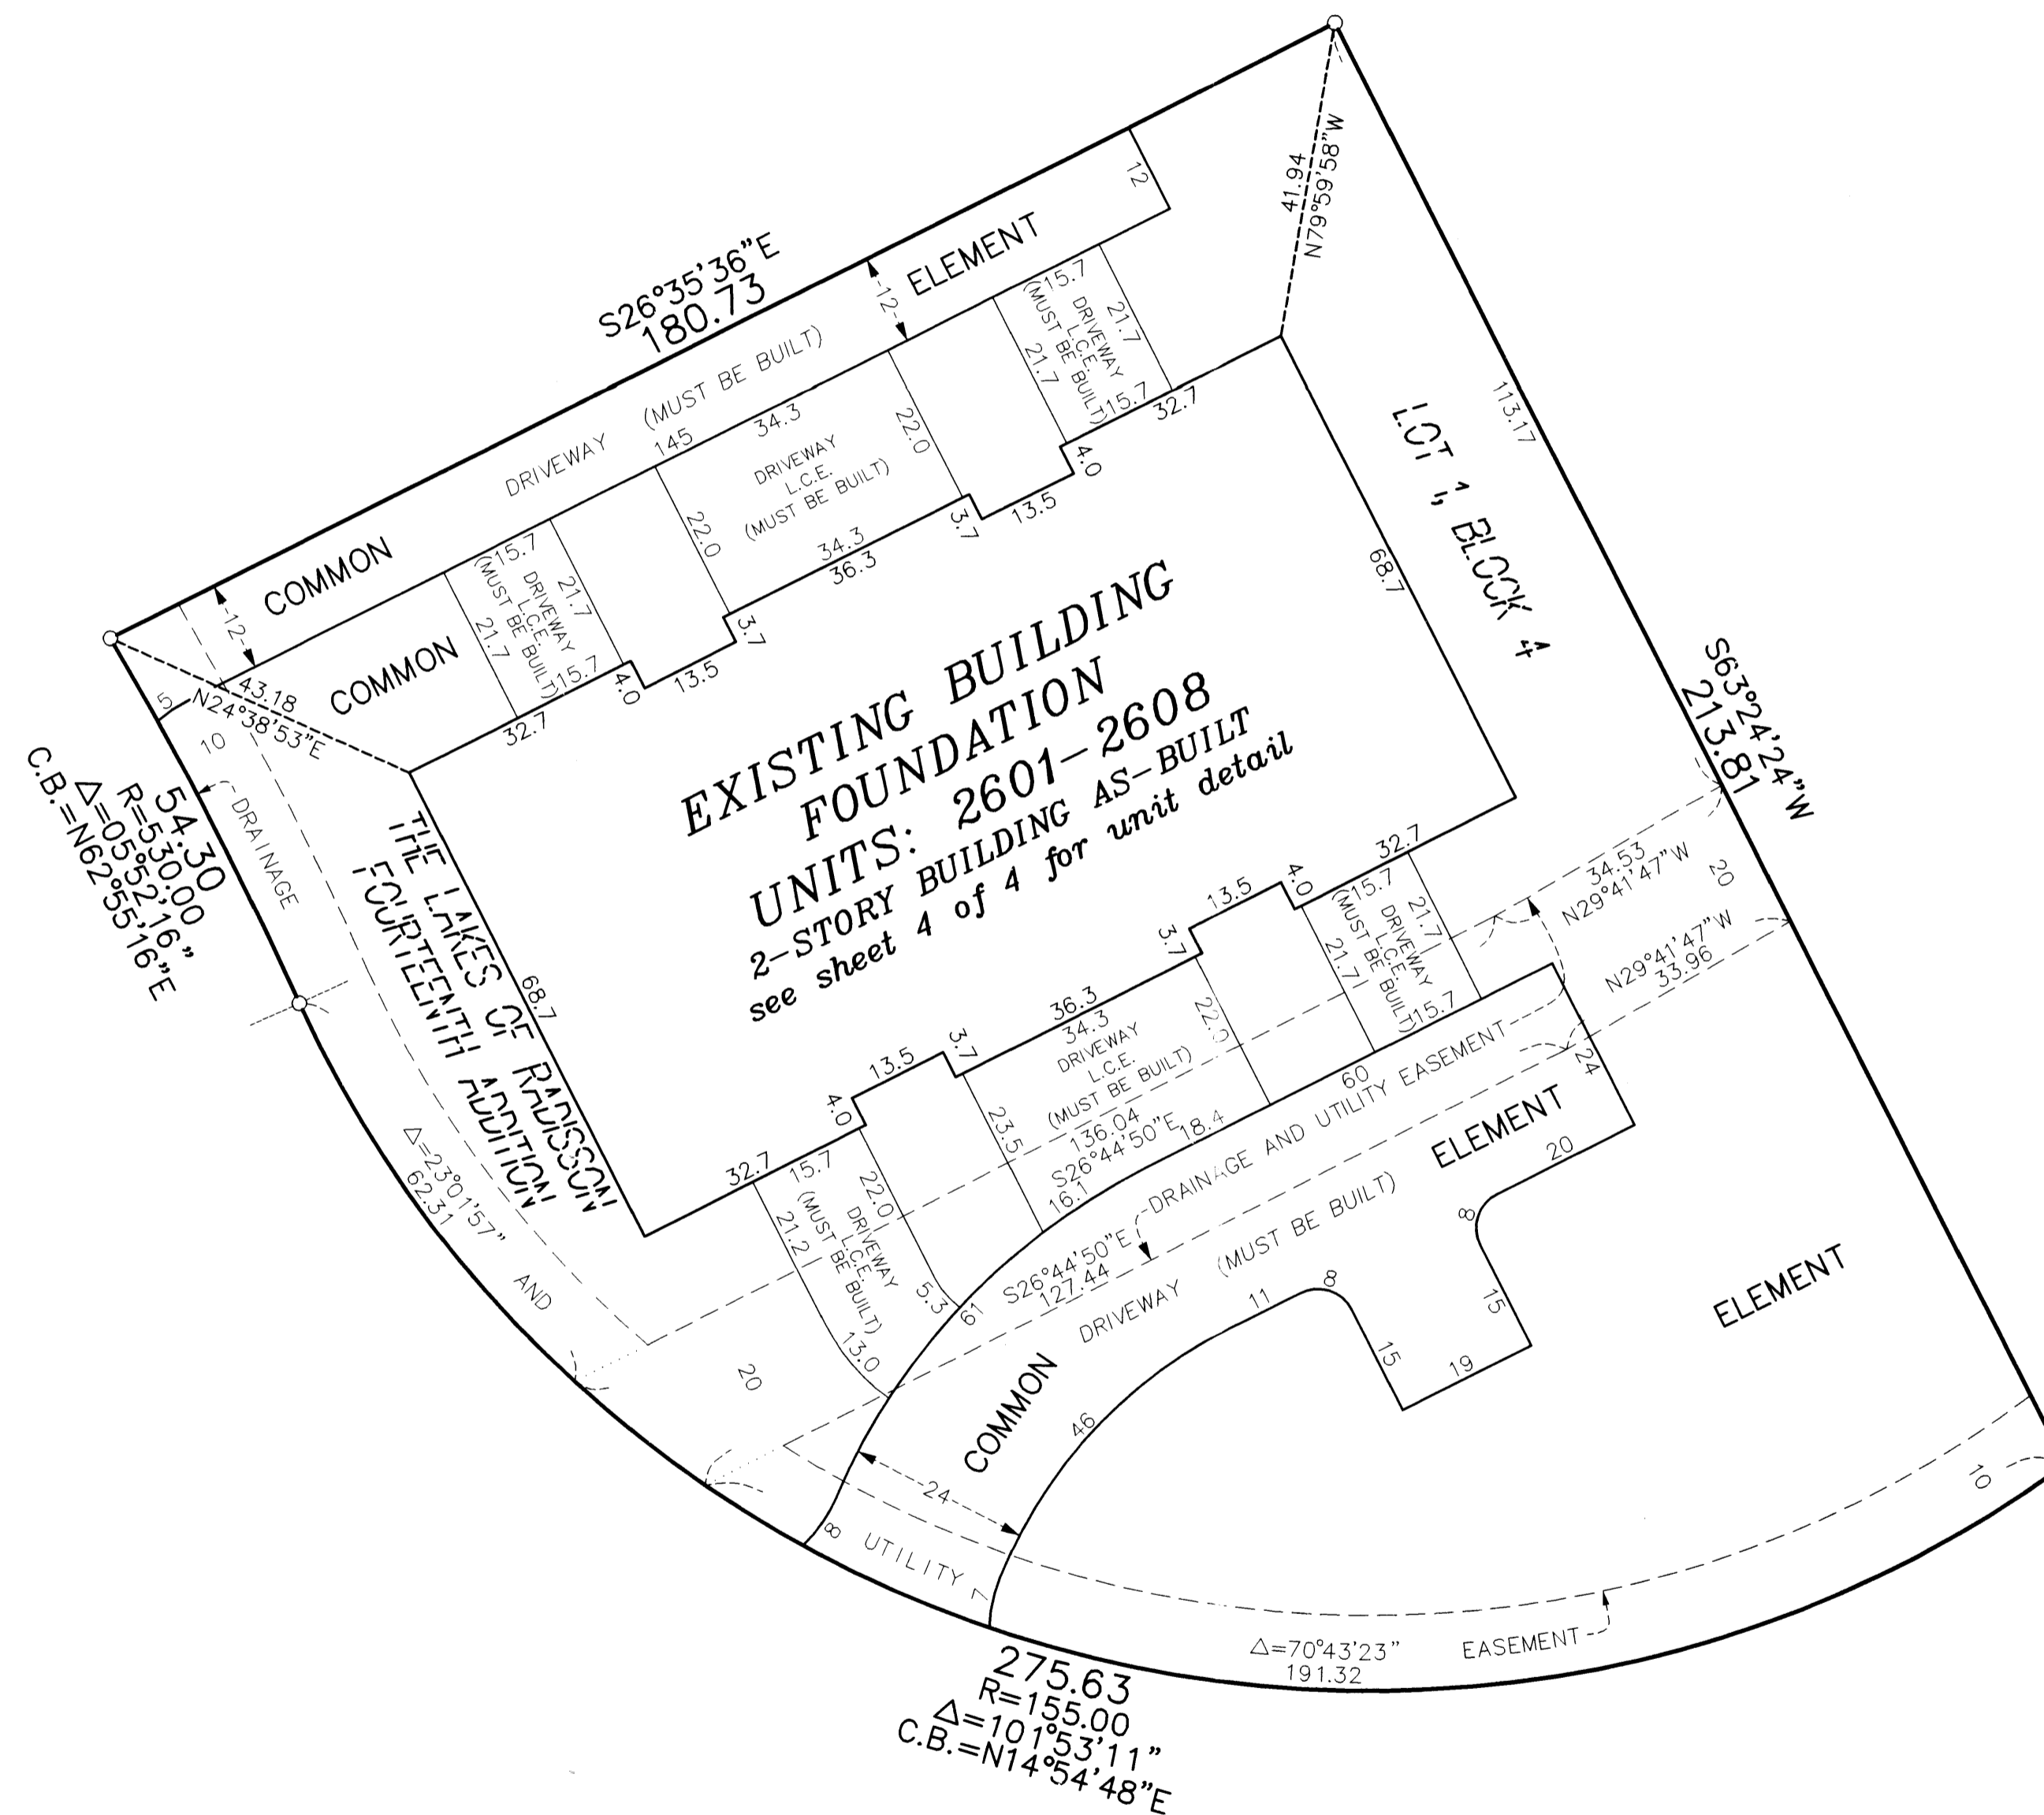 S26°35'36"E
180.73
12
41.94
N79°59'58"W
COMMON
DRIVEWAY
(MUST BE BUILT)
ELEMENT
-12-
-12-
145
15.7
21.7
DRIVEWAY
L.C.E.
(MUST BE BUILT)
21.7
15.7
32.7
4.0
13.5
3.7
34.3
22.0
DRIVEWAY
L.C.E.
(MUST BE BUILT)
22.0
34.3
36.3
3.7
13.5
4.0
15.7
21.7
DRIVEWAY
L.C.E.
(MUST BE BUILT)
21.7
15.7
32.7
COMMON
43.18
N24°38'53"E
5
10
DRAINAGE
54.30
R=530.00
Δ=05°52'16"
C.B.=N62°55'16"E
THE LAKES OF RADISSON
FOURTEENTH ADDITION
68.7
68.7
LOT 1, BLOCK 4
113.17
S63°24'24"W
213.81
EXISTING BUILDING
FOUNDATION
UNITS: 2601-2608
2-STORY BUILDING AS-BUILT
see sheet 4 of 4 for unit detail
32.7
4.0
13.5
3.7
15.7
21.7
DRIVEWAY
L.C.E.
(MUST BE BUILT)
21.7
15.7
34.53
N29°41'47"W
20
N29°41'47"W
33.96
36.3
34.3
DRIVEWAY
L.C.E.
(MUST BE BUILT)
22.0
23.5
136.04
S26°44'50"E
18.4
16.1
3.7
13.5
4.0
32.7
15.7
22.0
DRIVEWAY
L.C.E.
(MUST BE BUILT)
21.2
5.3
13.0
61
60
DRAINAGE AND UTILITY EASEMENT
24
S26°44'50"E
127.44
COMMON
DRIVEWAY
(MUST BE BUILT)
ELEMENT
20
8
15
19
15
8
11
46
-24-
8
7
ELEMENT
Δ=23°01'57"
62.31
AND
20
UTILITY
EASEMENT
10
Δ=70°43'23"
191.32
275.63
R=155.00
Δ=101°53'11"
C.B.=N14°54'48"E